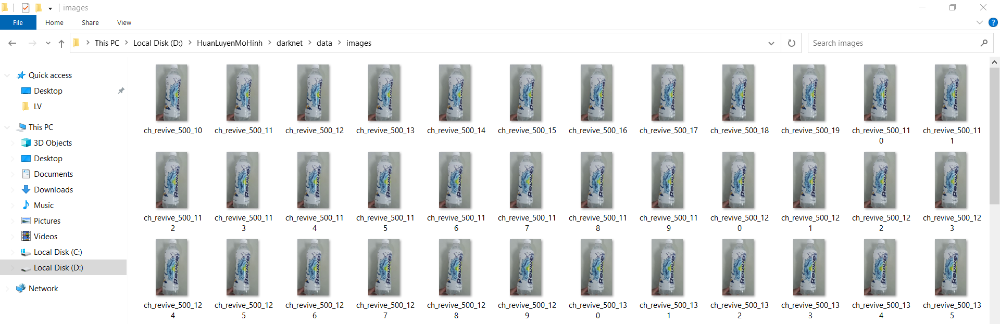 images
File Home Share View
This PC Local Disk (D:) HuanLuyenMoHinh darknet data images
Search images
Quick access
Desktop
LV
This PC
3D Objects
Desktop
Documents
Downloads
Music
Pictures
Videos
Local Disk (C:)
Local Disk (D:)
Network
ch_revive_500_10 ch_revive_500_11 ch_revive_500_12 ch_revive_500_13 ch_revive_500_14 ch_revive_500_15 ch_revive_500_16 ch_revive_500_17 ch_revive_500_18 ch_revive_500_19 ch_revive_500_11 ch_revive_500_11
0 1
ch_revive_500_11 ch_revive_500_11 ch_revive_500_11 ch_revive_500_11 ch_revive_500_11 ch_revive_500_11 ch_revive_500_11 ch_revive_500_11 ch_revive_500_12 ch_revive_500_12 ch_revive_500_12 ch_revive_500_12
2 3 4 5 6 7 8 9 0 1 2 3
ch_revive_500_12 ch_revive_500_12 ch_revive_500_12 ch_revive_500_12 ch_revive_500_12 ch_revive_500_12 ch_revive_500_13 ch_revive_500_13 ch_revive_500_13 ch_revive_500_13 ch_revive_500_13 ch_revive_500_13
4 5 6 7 8 9 0 1 2 3 4 5